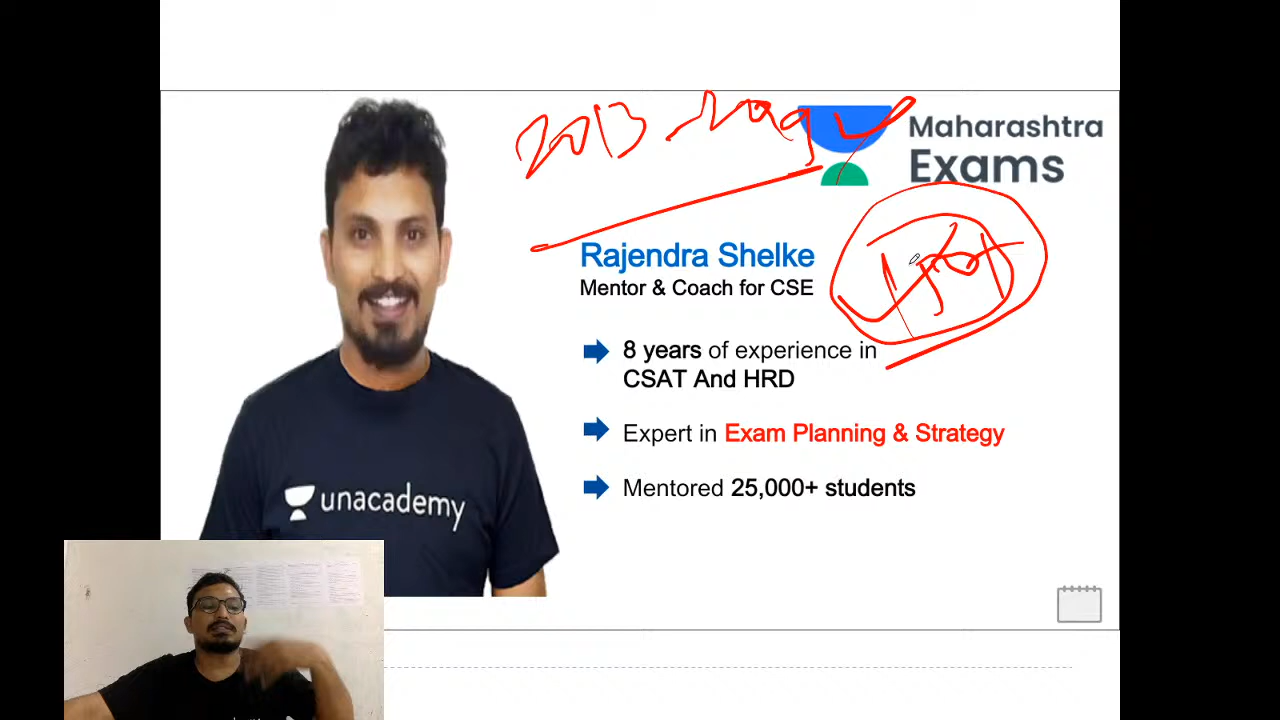 2013
Maharashtra
Exams
Rajendra Shelke
Mentor & Coach for CSE
8 years of experience in
CSAT And HRD
Expert in Exam Planning & Strategy
Mentored 25,000+ students
unacademy